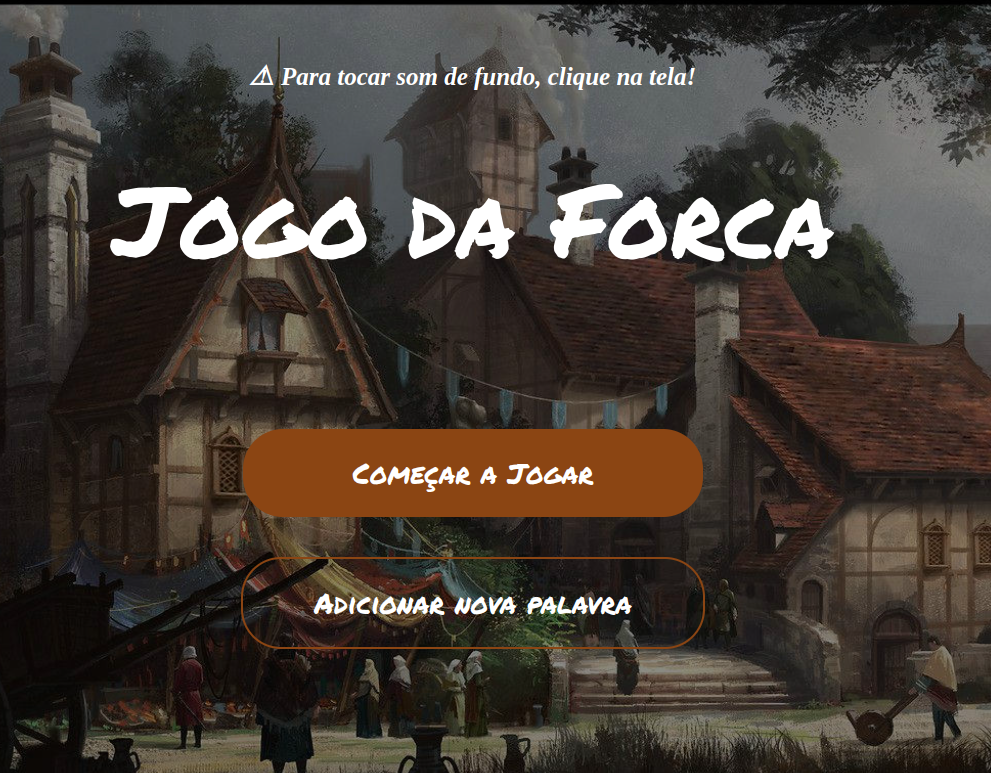 ⚠ Para tocar som de fundo, clique na tela!
Jogo da Forca
Começar a Jogar
Adicionar nova palavra